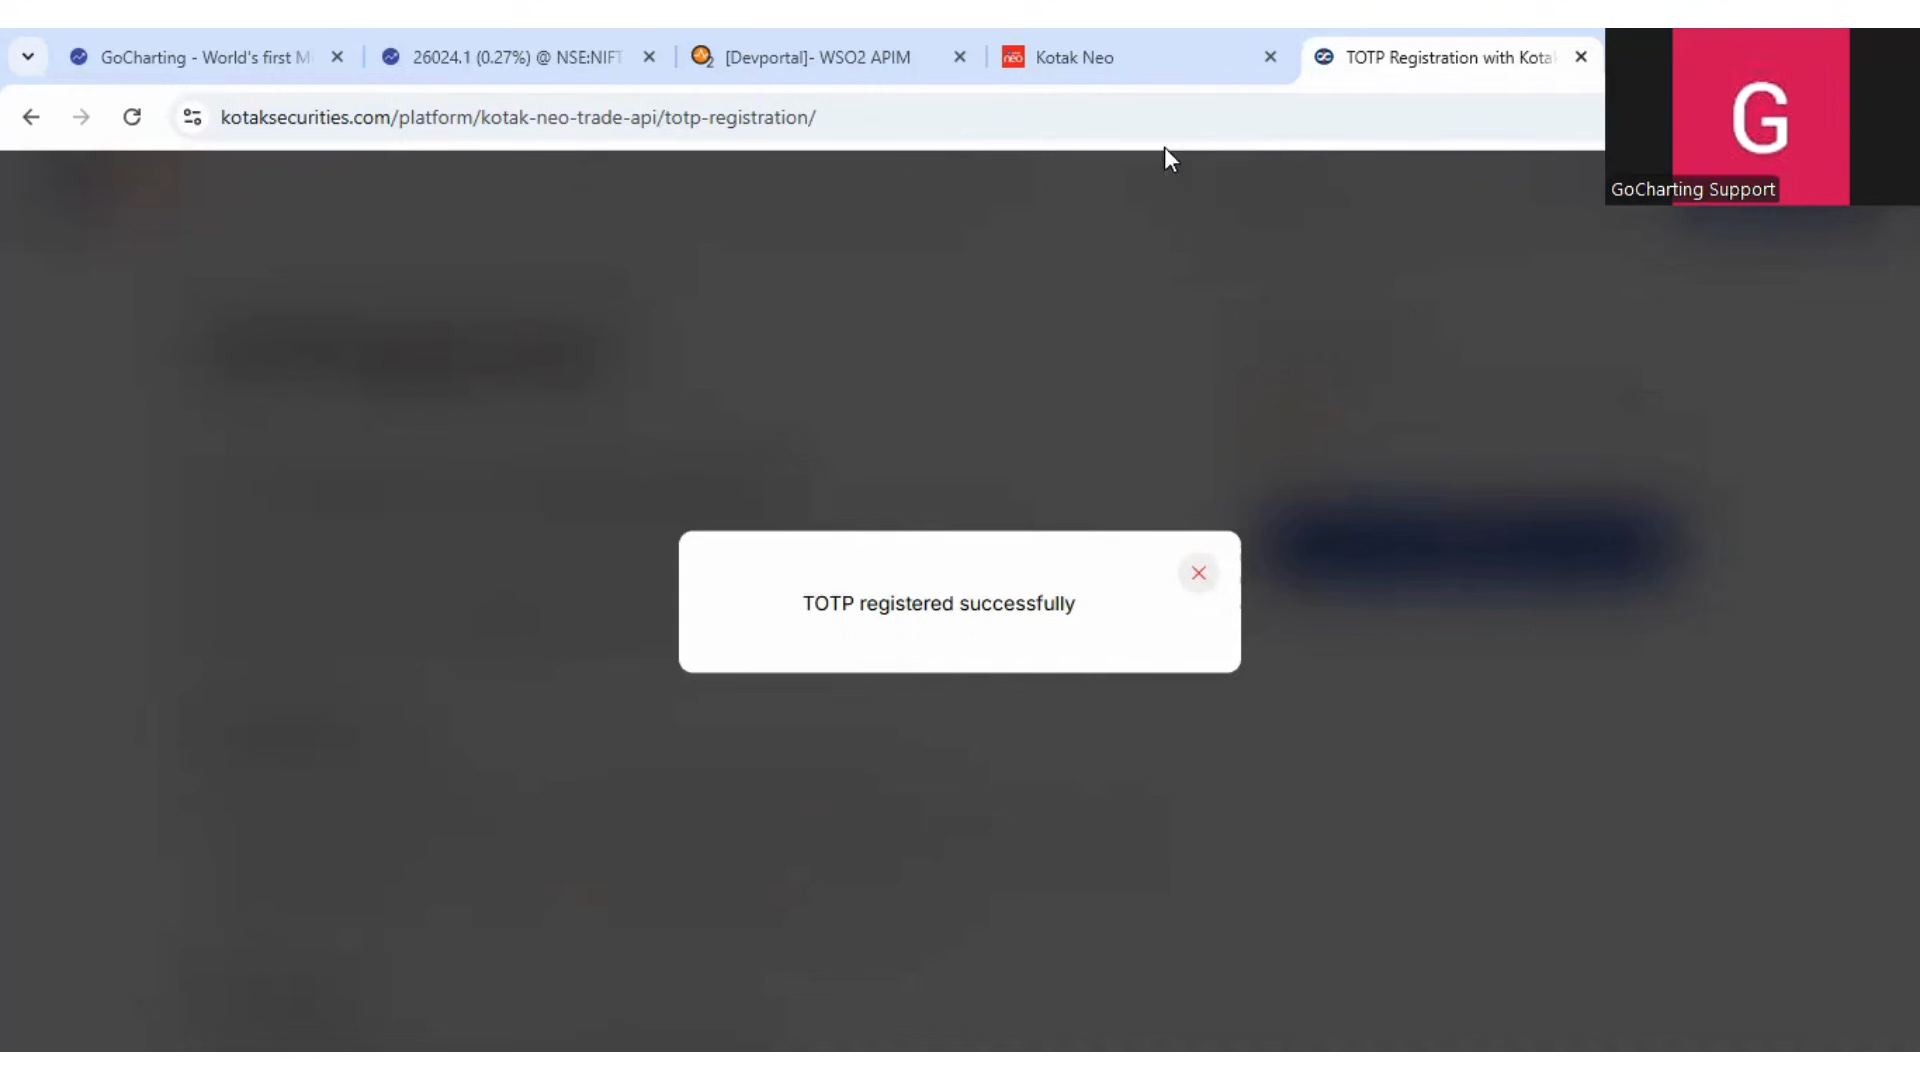 GoCharting - World's first M
26024.1 (0.27%) @ NSE:NIFT
[Devportal]- WSO2 APIM
neo
Kotak Neo
TOTP Registration with Kota
kotaksecurities.com/platform/kotak-neo-trade-api/totp-registration/
G
GoCharting Support
TOTP registered successfully